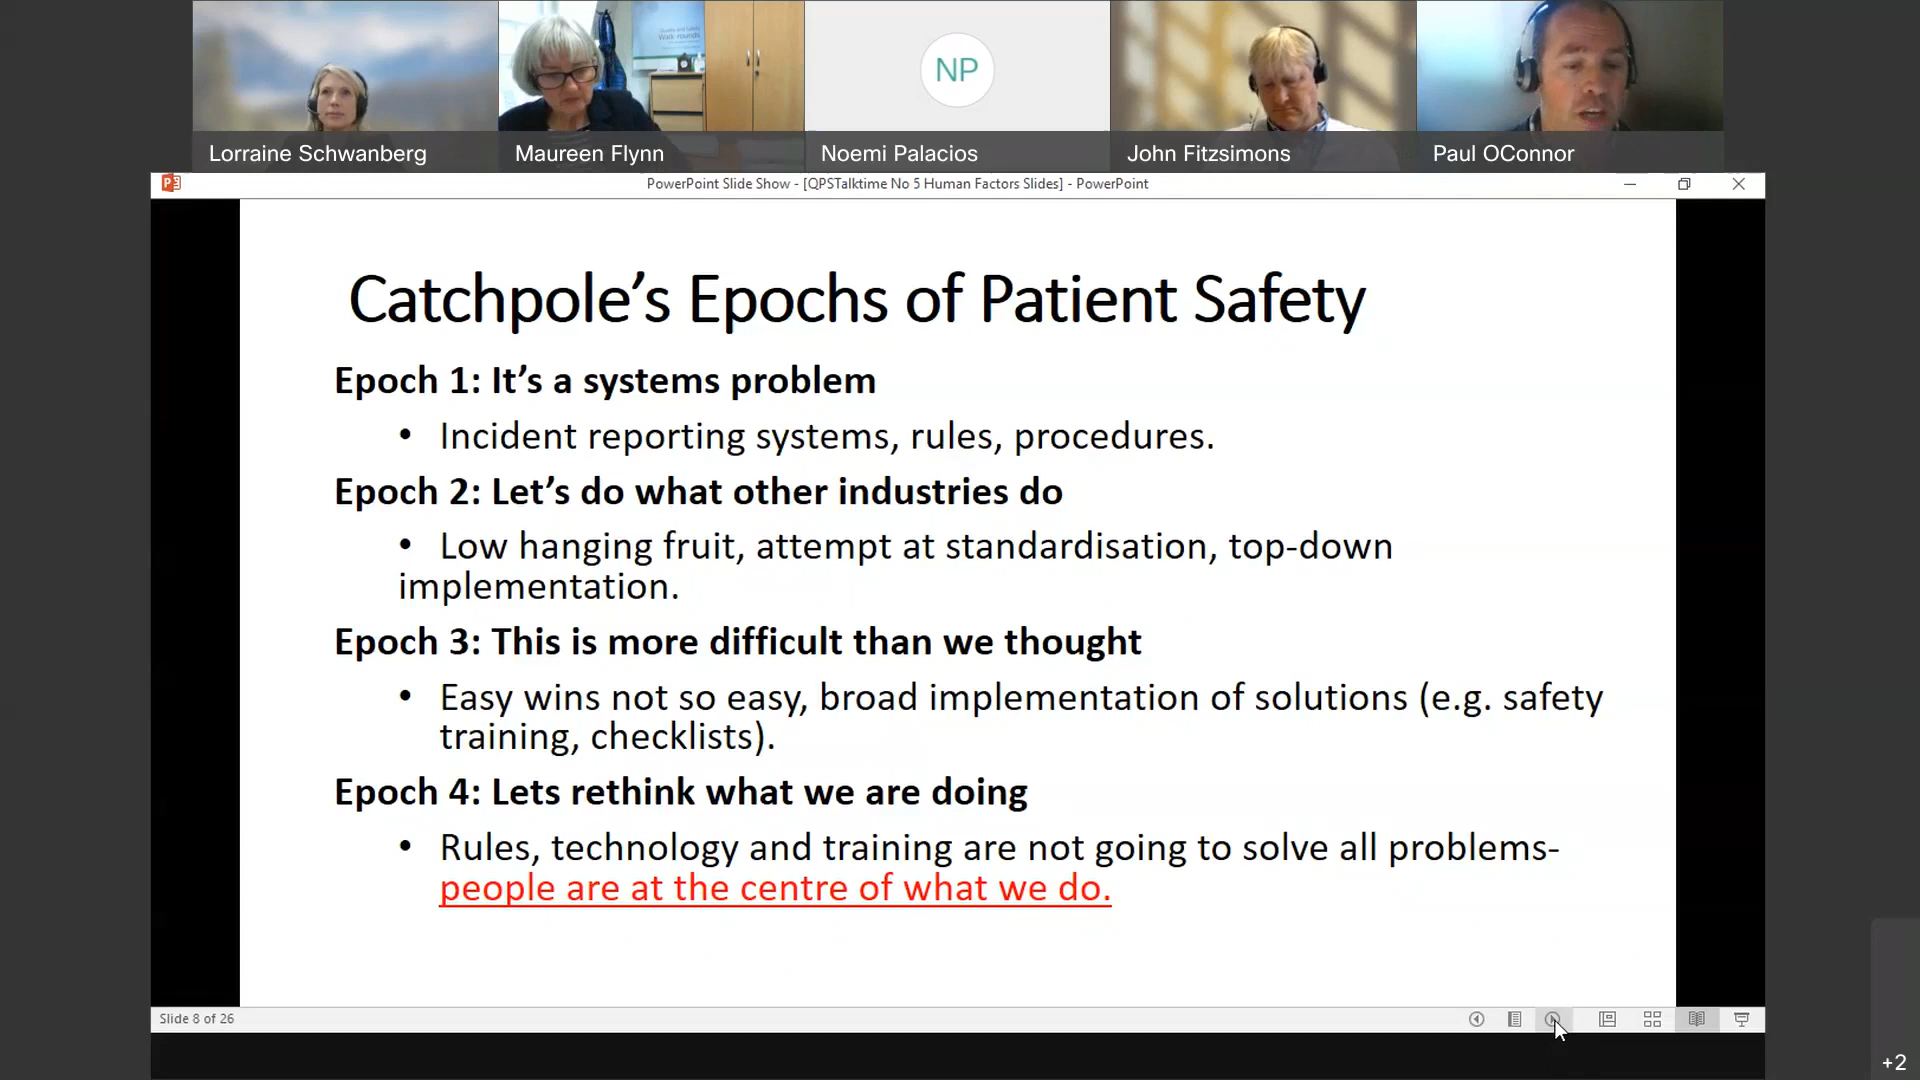 Quality and Safety
Walk-rounds
NP
Lorraine Schwanberg
Maureen Flynn
Noemi Palacios
John Fitzsimons
Paul OConnor
PowerPoint Slide Show - [QPSTalktime No 5 Human Factors Slides] - PowerPoint
Catchpole’s Epochs of Patient Safety
Epoch 1: It’s a systems problem
• Incident reporting systems, rules, procedures.
Epoch 2: Let’s do what other industries do
• Low hanging fruit, attempt at standardisation, top-down
implementation.
Epoch 3: This is more difficult than we thought
• Easy wins not so easy, broad implementation of solutions (e.g. safety
training, checklists).
Epoch 4: Lets rethink what we are doing
• Rules, technology and training are not going to solve all problems-
people are at the centre of what we do.
Slide 8 of 26
+2